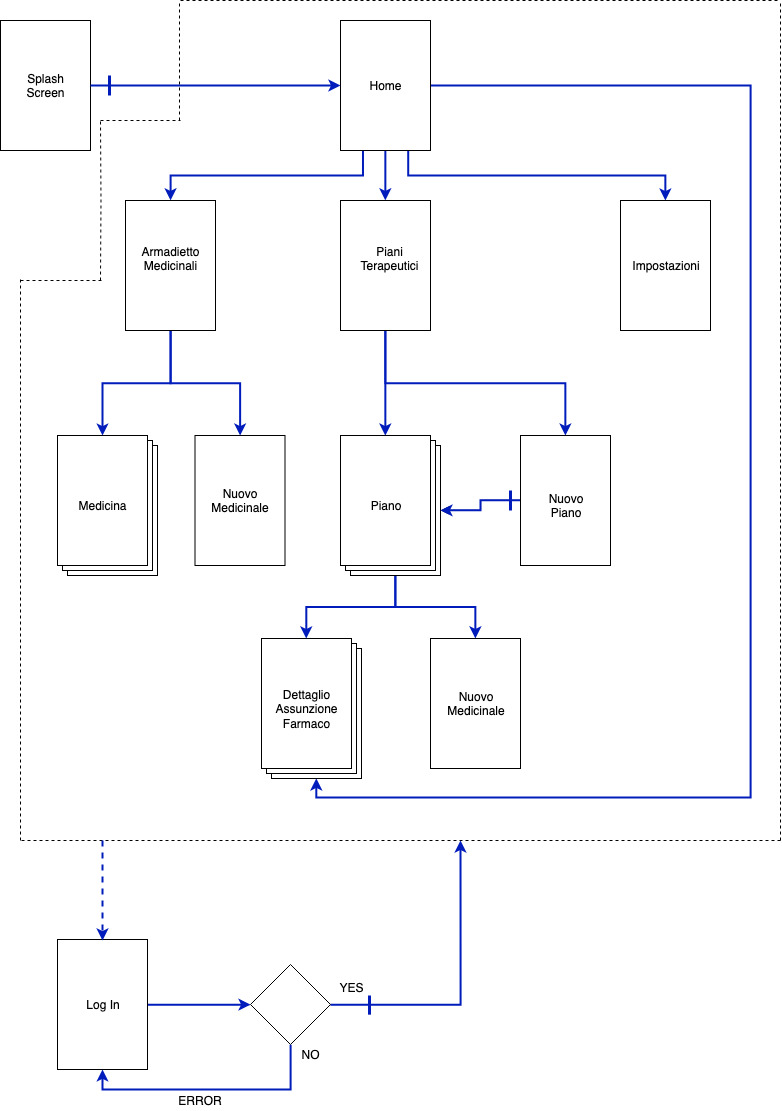 Splash
Screen
Home
Armadietto
Medicinali
Piani
Terapeutici
Impostazioni
Medicina
Nuovo
Medicinale
Piano
Nuovo
Piano
Dettaglio
Assunzione
Farmaco
Nuovo
Medicinale
Log In
YES
NO
ERROR